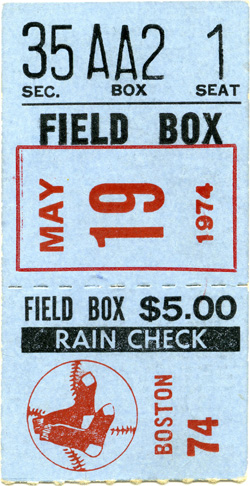 35 AA2 1
SEC. BOX SEAT
FIELD BOX
MAY 19 1974
FIELD BOX $5.00
RAIN CHECK
BOSTON 74